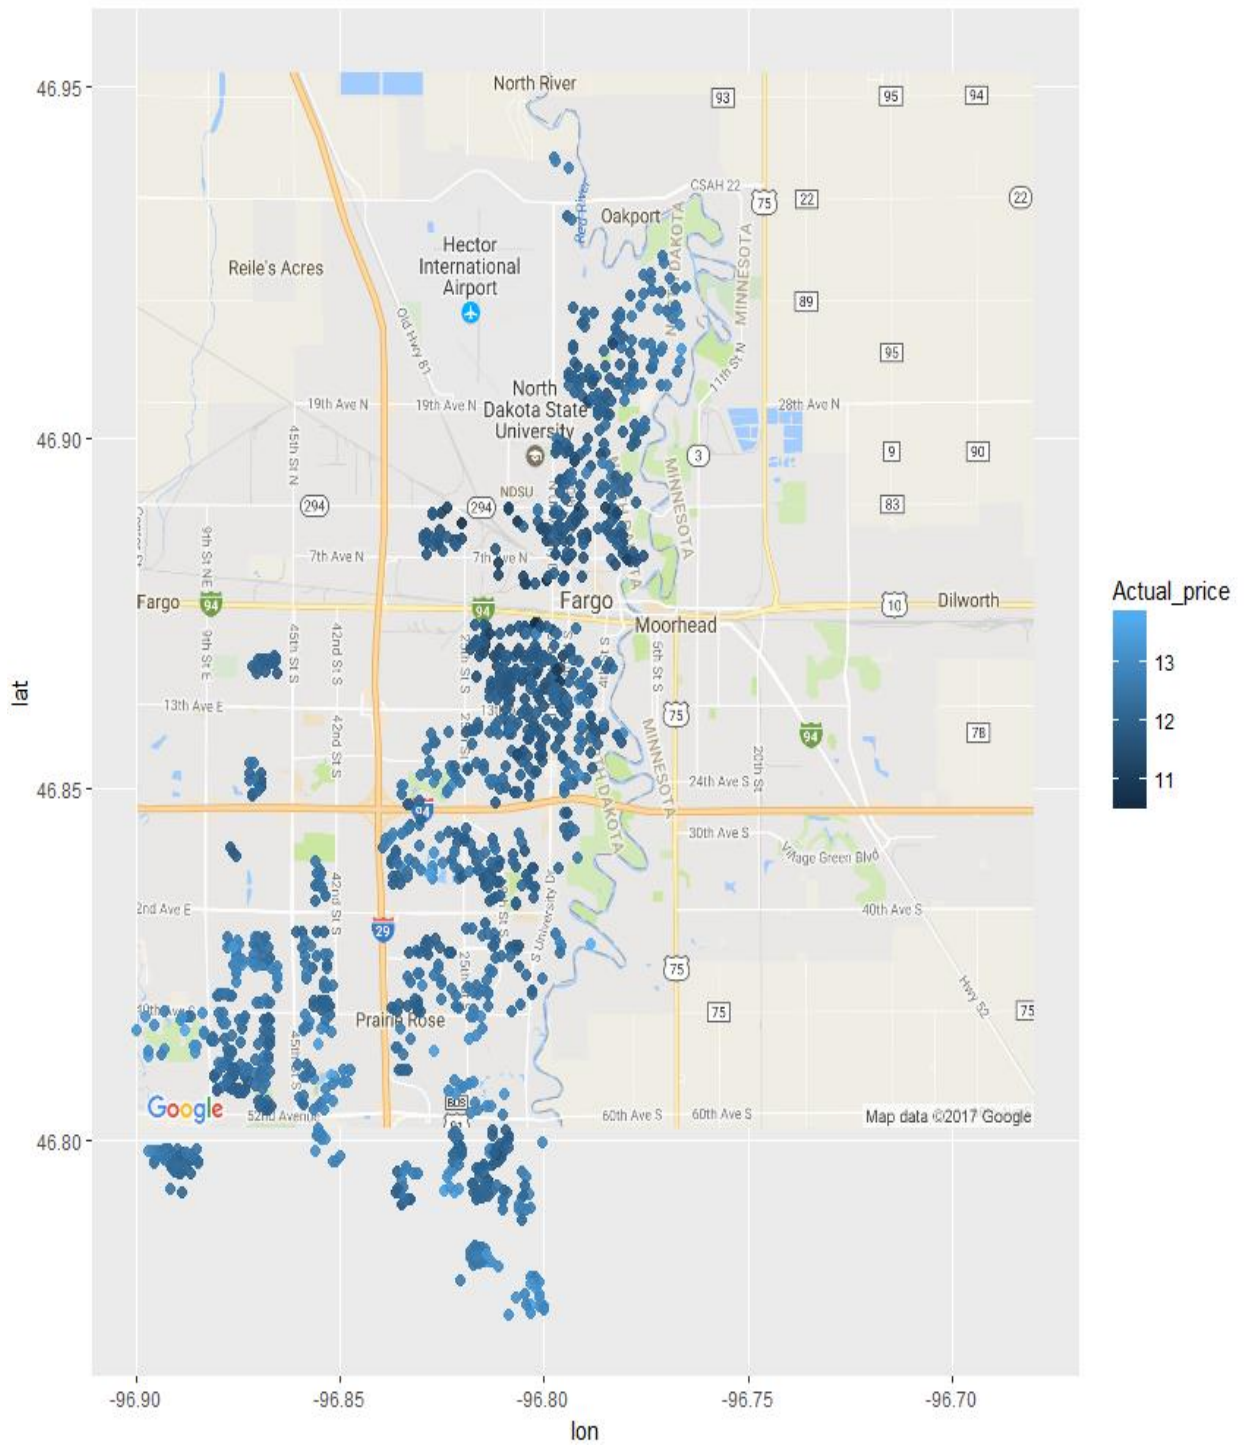 North River
46.95
93
95
94
CSAH 22
75
22
22
Red River
Oakport
Hector
International
Airport
Reile's Acres
MINNESOTA
89
Old Hwy 81
11th St N
95
North
Dakota State
University
19th Ave N
19th Ave N
28th Ave N
46.90
45th St N
3
9
90
MINNESOTA
NDSU
294
294
83
9th St NE
7th Ave N
Fargo
94
94
Fargo
10
Dilworth
Moorhead
9th St E
45th St S
42nd St S
5th St S
13th Ave E
75
42nd St S
94
78
MINNESOTA
20th St
24th Ave S
46.85
94
30th Ave S
Village Green Blvd
42nd St S
2nd Ave E
40th Ave S
29
S University Dr
75
Hwy 52
75
75
Prairie Rose
45th St S
Google
52nd Avenue
60th Ave S
60th Ave S
Map data ©2017 Google
46.80
lat
-96.90
-96.85
-96.80
-96.75
-96.70
lon
Actual_price
13
12
11